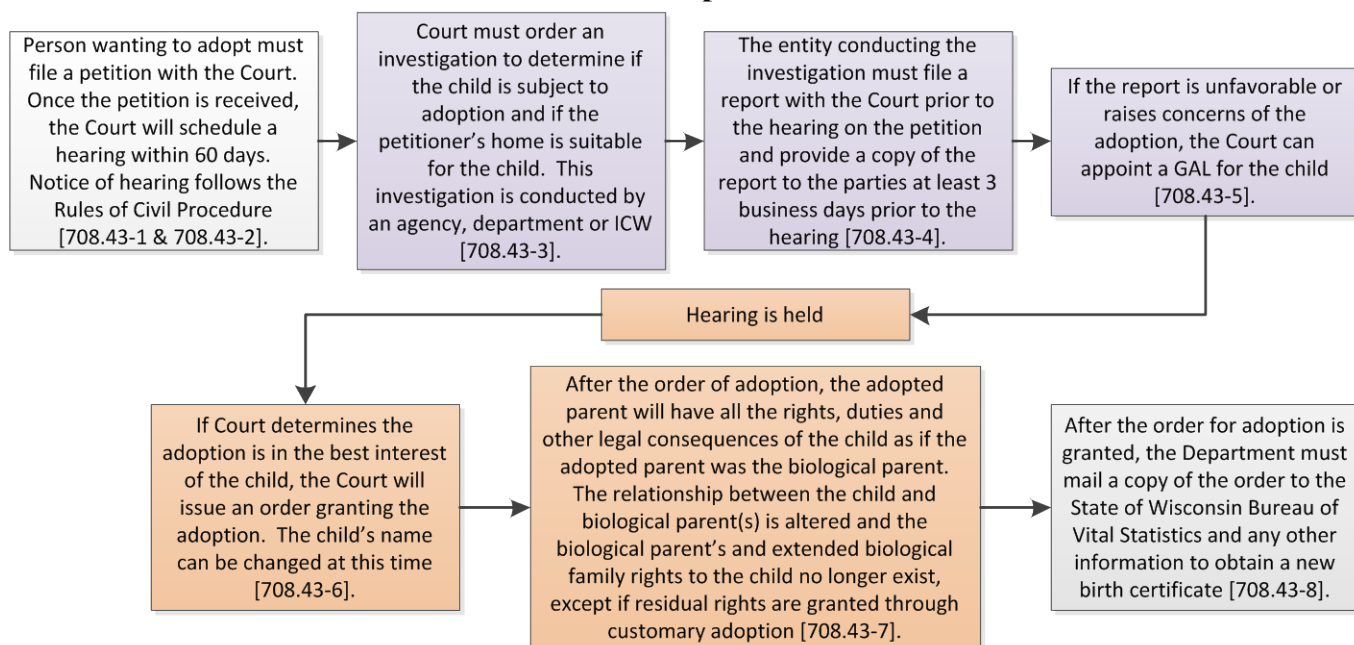 Person wanting to adopt must
file a petition with the Court.
Once the petition is received,
the Court will schedule a
hearing within 60 days.
Notice of hearing follows the
Rules of Civil Procedure
[708.43-1 & 708.43-2].
Court must order an
investigation to determine if
the child is subject to
adoption and if the
petitioner’s home is suitable
for the child.  This
investigation is conducted by
an agency, department or ICW
[708.43-3].
The entity conducting the
investigation must file a
report with the Court prior to
the hearing on the petition
and provide a copy of the
report to the parties at least 3
business days prior to the
hearing [708.43-4].
If the report is unfavorable or
raises concerns of the
adoption, the Court can
appoint a GAL for the child
[708.43-5].
Hearing is held
If Court determines the
adoption is in the best interest
of the child, the Court will
issue an order granting the
adoption.  The child’s name
can be changed at this time
[708.43-6].
After the order of adoption, the adopted
parent will have all the rights, duties and
other legal consequences of the child as if the
adopted parent was the biological parent.
The relationship between the child and
biological parent(s) is altered and the
biological parent’s and extended biological
family rights to the child no longer exist,
except if residual rights are granted through
customary adoption [708.43-7].
After the order for adoption is
granted, the Department must
mail a copy of the order to the
State of Wisconsin Bureau of
Vital Statistics and any other
information to obtain a new
birth certificate [708.43-8].